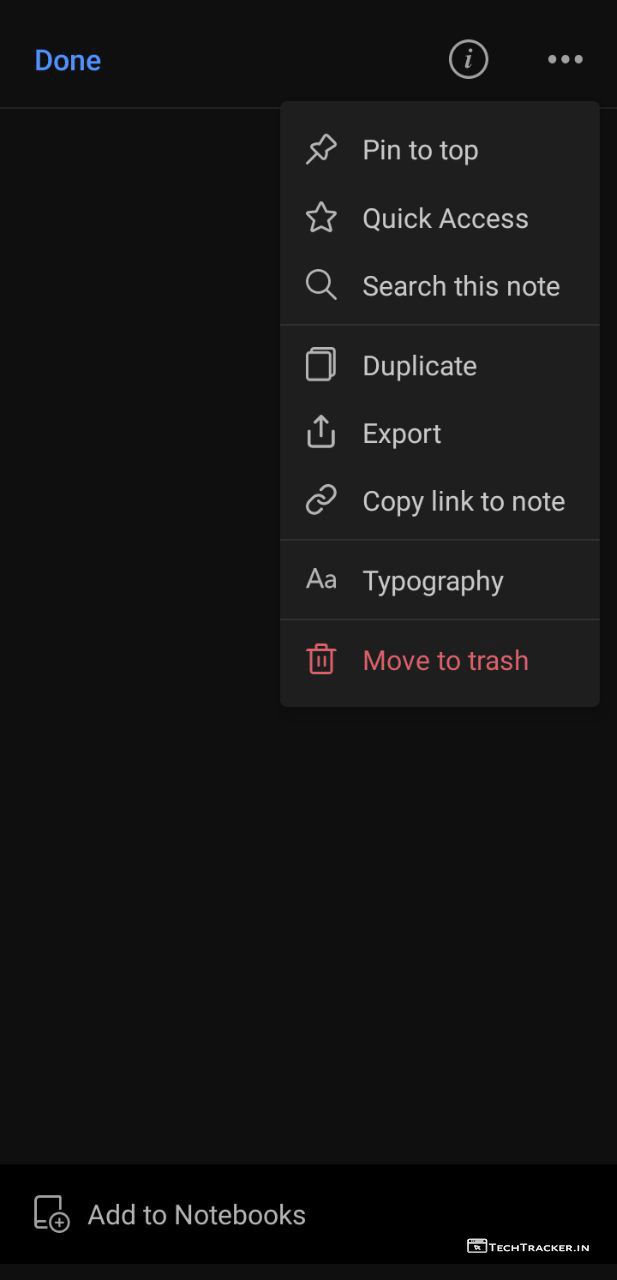 Done
Pin to top
Quick Access
Search this note
Duplicate
Export
Copy link to note
Aa Typography
Move to trash
Add to Notebooks
TECHTRACKER.IN